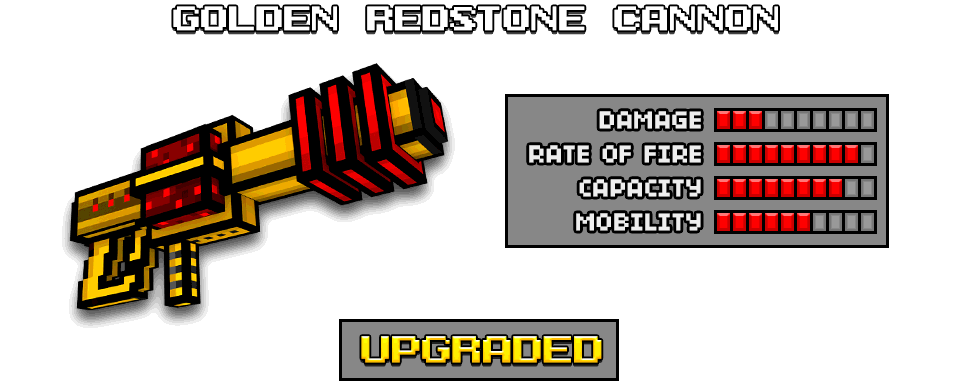 GOLDEN REDSTONE CANNON
DAMAGE
RATE OF FIRE
CAPACITY
MOBILITY
UPGRADED